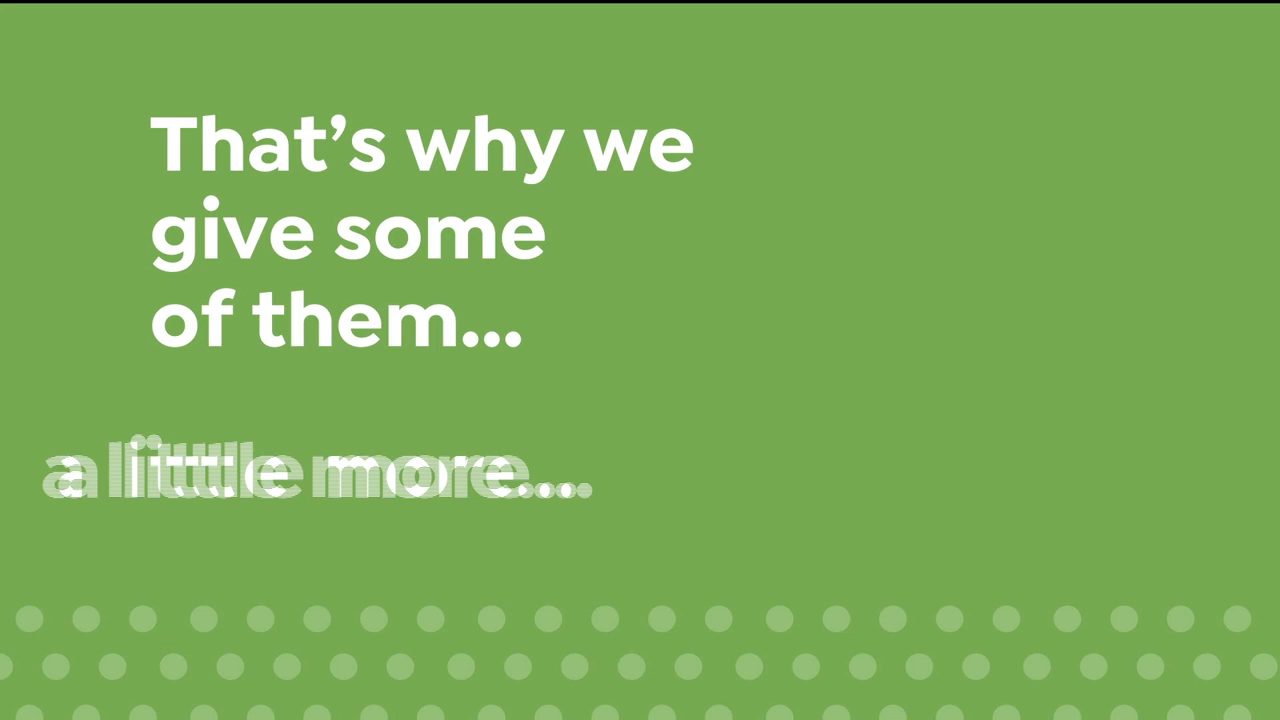 That’s why we
give some
of them...
a little more...